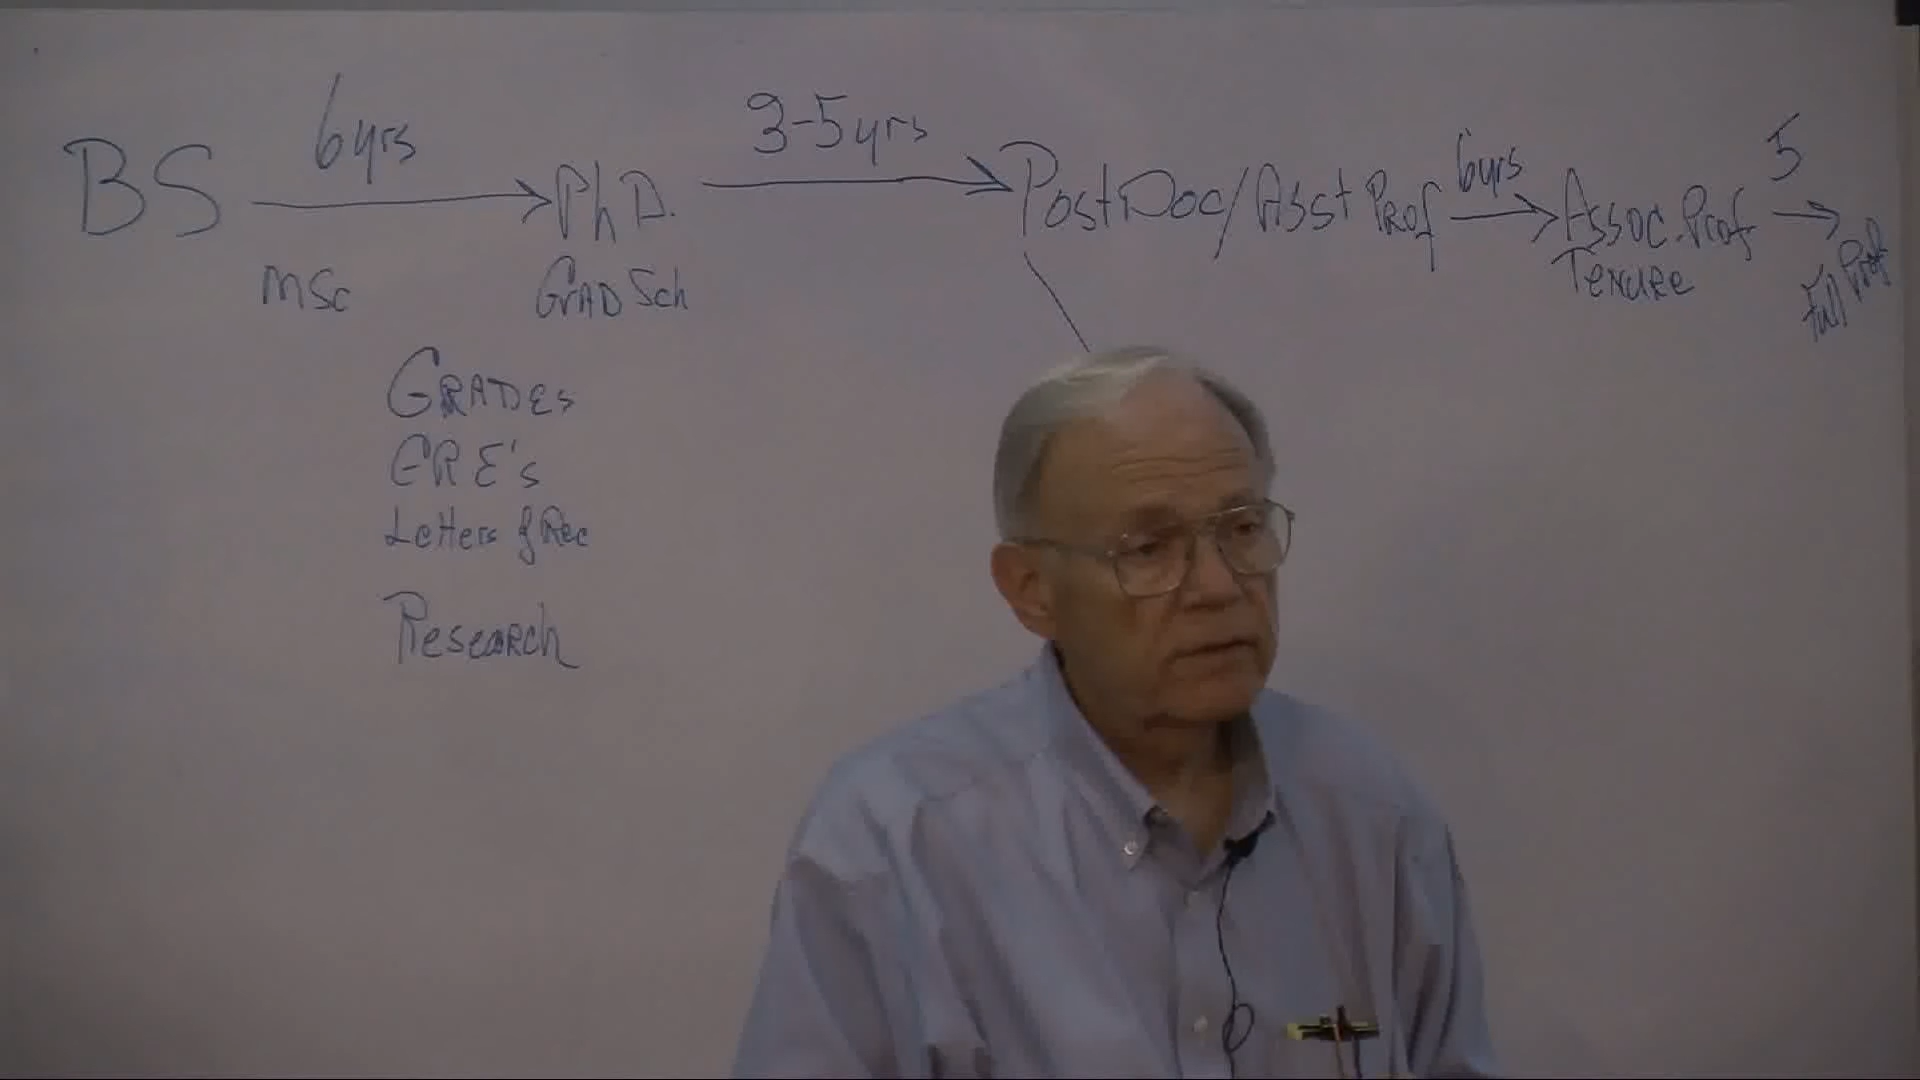 BS 6yrs PhD. 3-5yrs PostDoc/Asst Prof 6yrs Assoc. Prof 5
MSc GRAD Sch Tenure Full Prof
GRADES
GRE's
Letters of Rec
Research